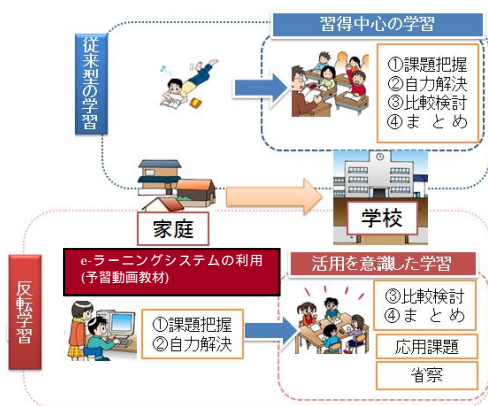 習得中心の学習
従来型の学習
①課題把握
②自力解決
③比較検討
④ま と め
家庭
学校
e-ラーニングシステムの利用
(予習動画教材)
活用を意識した学習
反転学習
①課題把握
②自力解決
③比較検討
④ま と め
応用課題
省察